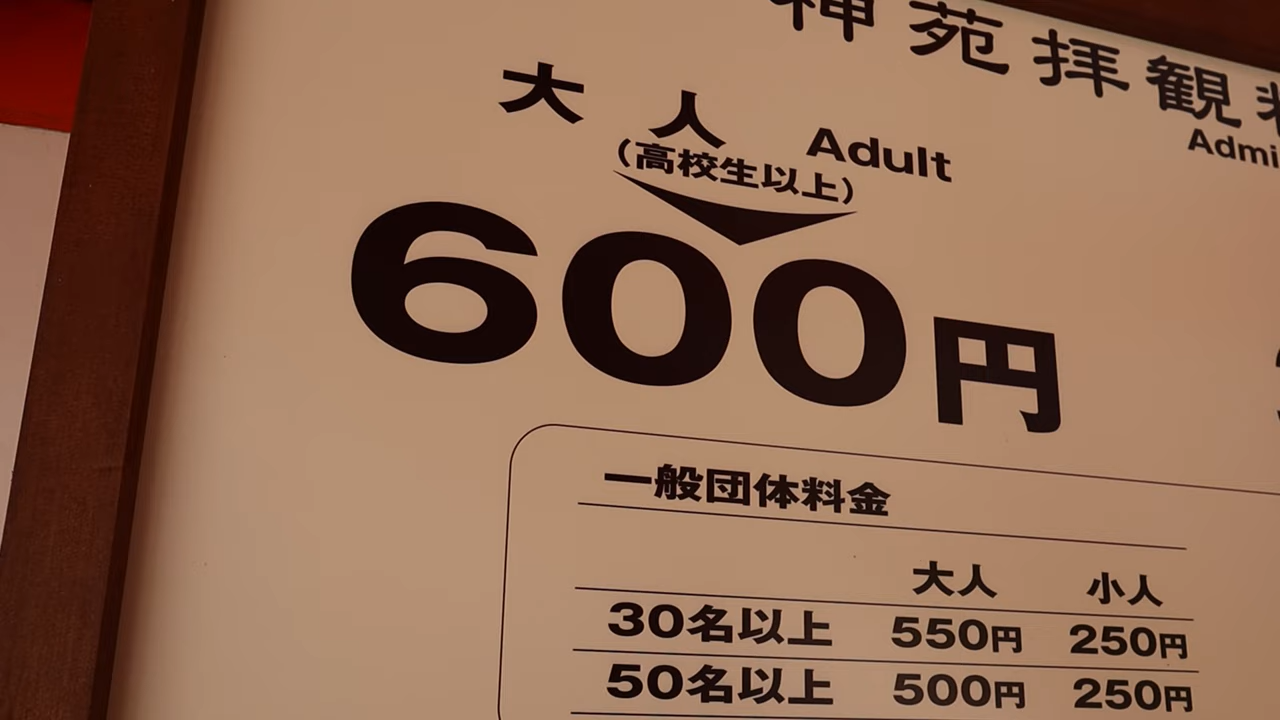 神苑拝観料
Admi
大人 Adult
(高校生以上)
600円
一般団体料金
大人 小人
30名以上 550円 250円
50名以上 500円 250円